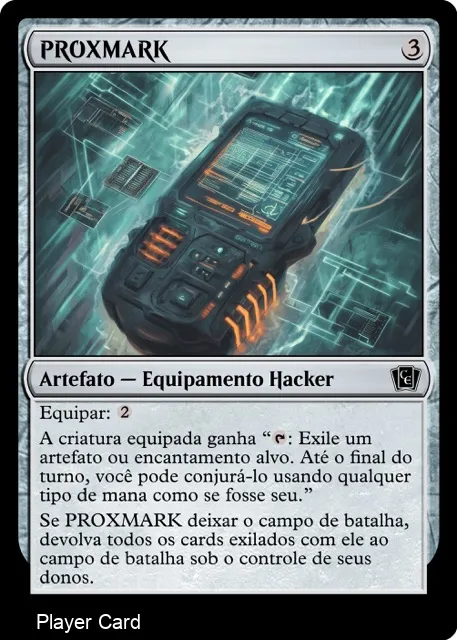 PROXMARK 3
Artefato — Equipamento Hacker
Equipar: 2
A criatura equipada ganha “T: Exile um
artefato ou encantamento alvo. Até o final do
turno, você pode conjurá-lo usando qualquer
tipo de mana como se fosse seu.”
Se PROXMARK deixar o campo de batalha,
devolva todos os cards exilados com ele ao
campo de batalha sob o controle de seus
donos.
Player Card